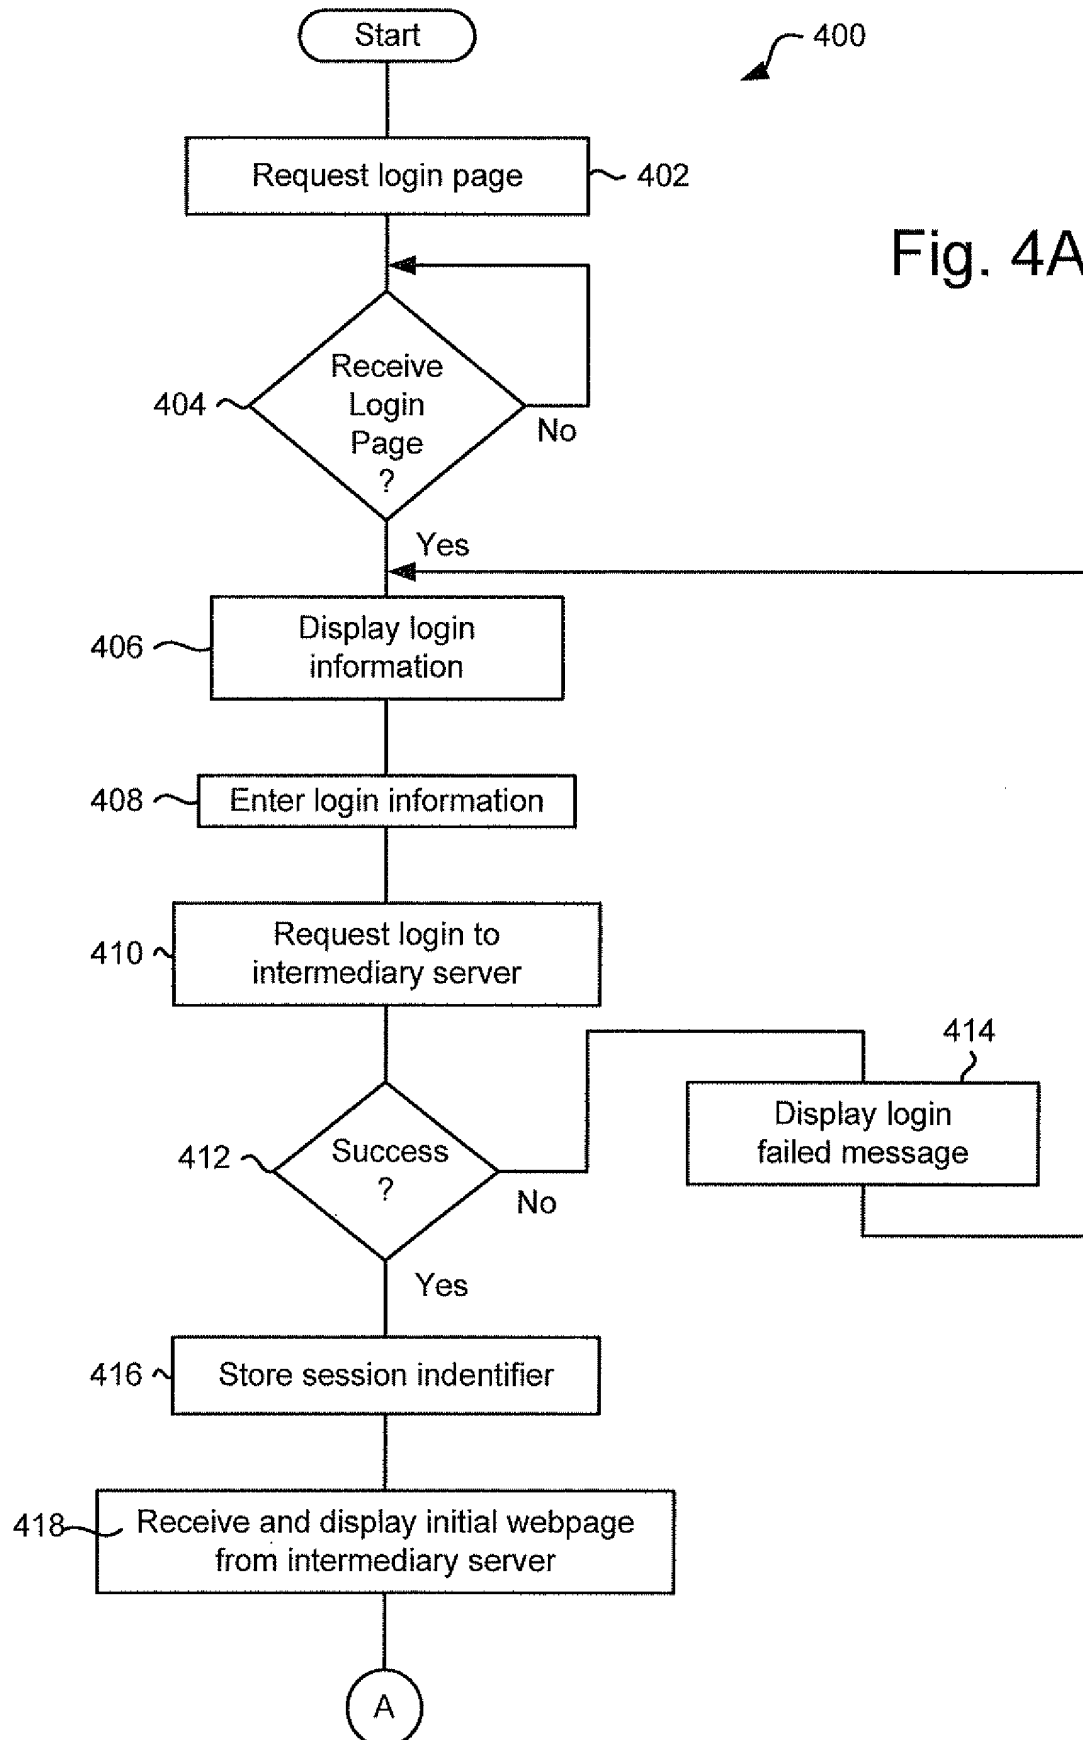 Start
400
Request login page
402
Fig. 4A
Receive
Login
Page
?
404
No
Yes
Display login
information
406
408
Enter login information
Request login to
intermediary server
410
414
Display login
failed message
Success
?
412
No
Yes
416
Store session indentifier
418
Receive and display initial webpage
from intermediary server
A